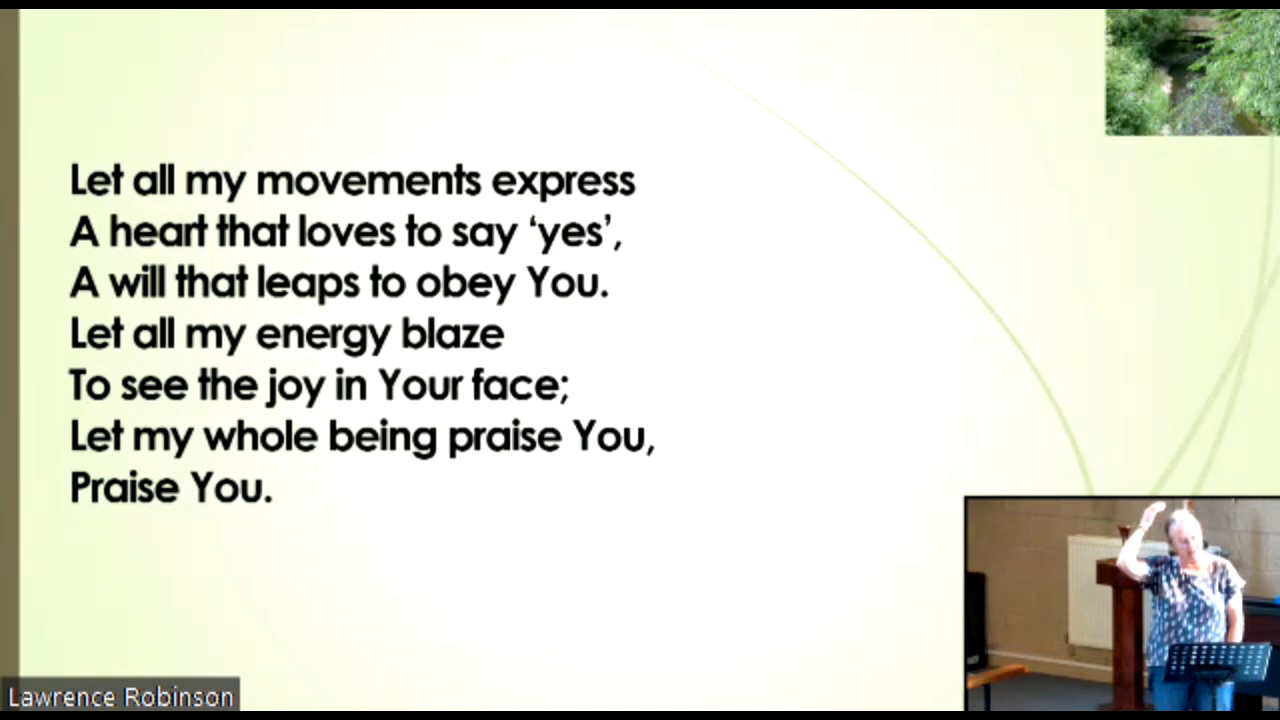 Let all my movements express
A heart that loves to say ‘yes’,
A will that leaps to obey You.
Let all my energy blaze
To see the joy in Your face;
Let my whole being praise You,
Praise You.
Lawrence Robinson